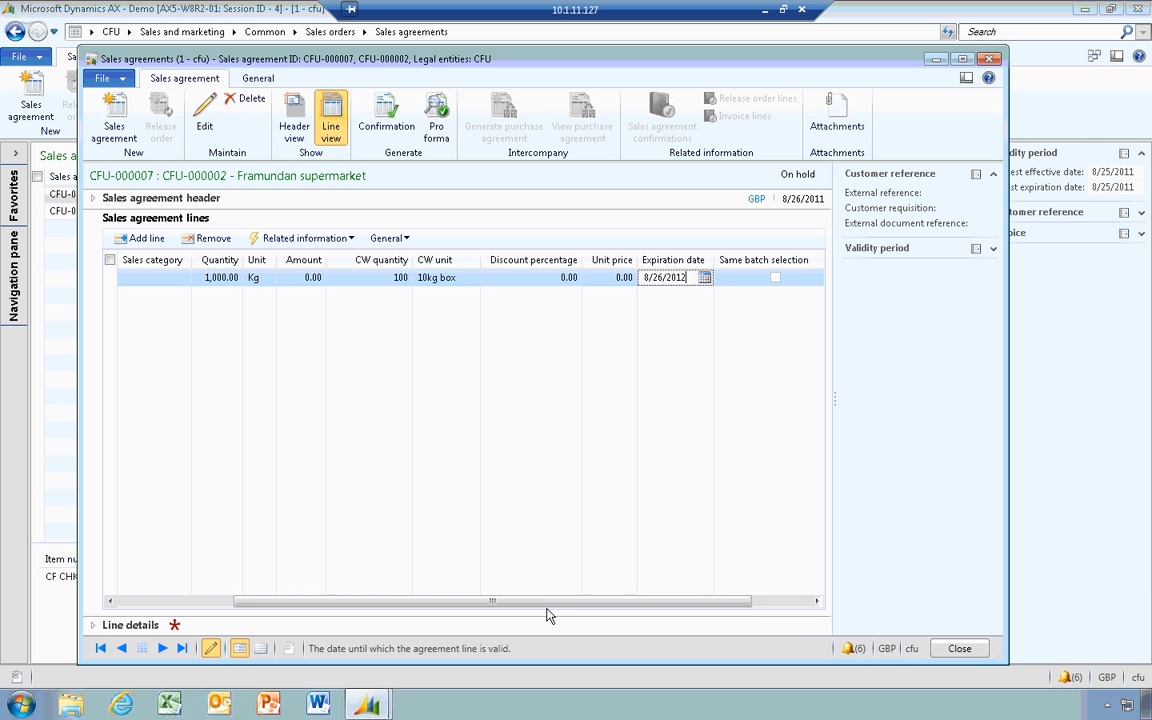 Microsoft Dynamics AX - Demo [AX5-W8R2-01: Session ID - 4] - [1 - cfu]
10.1.11.127
CFU
Sales and marketing
Common
Sales orders
Sales agreements
Search
File
Sa
Sales agreement
New
Favorites
Navigation pane
Sales a
Sales a
CFU-0
CFU-0
Item nu
CF CHK
Sales agreements (1 - cfu) - Sales agreement ID: CFU-000007, CFU-000002, Legal entities: CFU
File
Sales agreement
General
Sales agreement
Release order
New
Edit
Delete
Maintain
Header view
Line view
Show
Confirmation
Pro forma
Generate
Generate purchase agreement
View purchase agreement
Intercompany
Sales agreement confirmations
Release order lines
Invoice lines
Related information
Attachments
Attachments
CFU-000007 : CFU-000002 - Framundan supermarket
On hold
Sales agreement header
GBP
8/26/2011
Sales agreement lines
Add line
Remove
Related information
General
Sales category Quantity Unit Amount CW quantity CW unit Discount percentage Unit price Expiration date Same batch selection
1,000.00 Kg 0.00 100 10kg box 0.00 0.00 8/26/2012
Line details *
The date until which the agreement line is valid.
(6)
GBP
cfu
Close
Customer reference
External reference:
Customer requisition:
External document reference:
Validity period
dity period
est effective date: 8/25/2011
st expiration date: 8/25/2011
tomer reference
oice
(6)
GBP
cfu